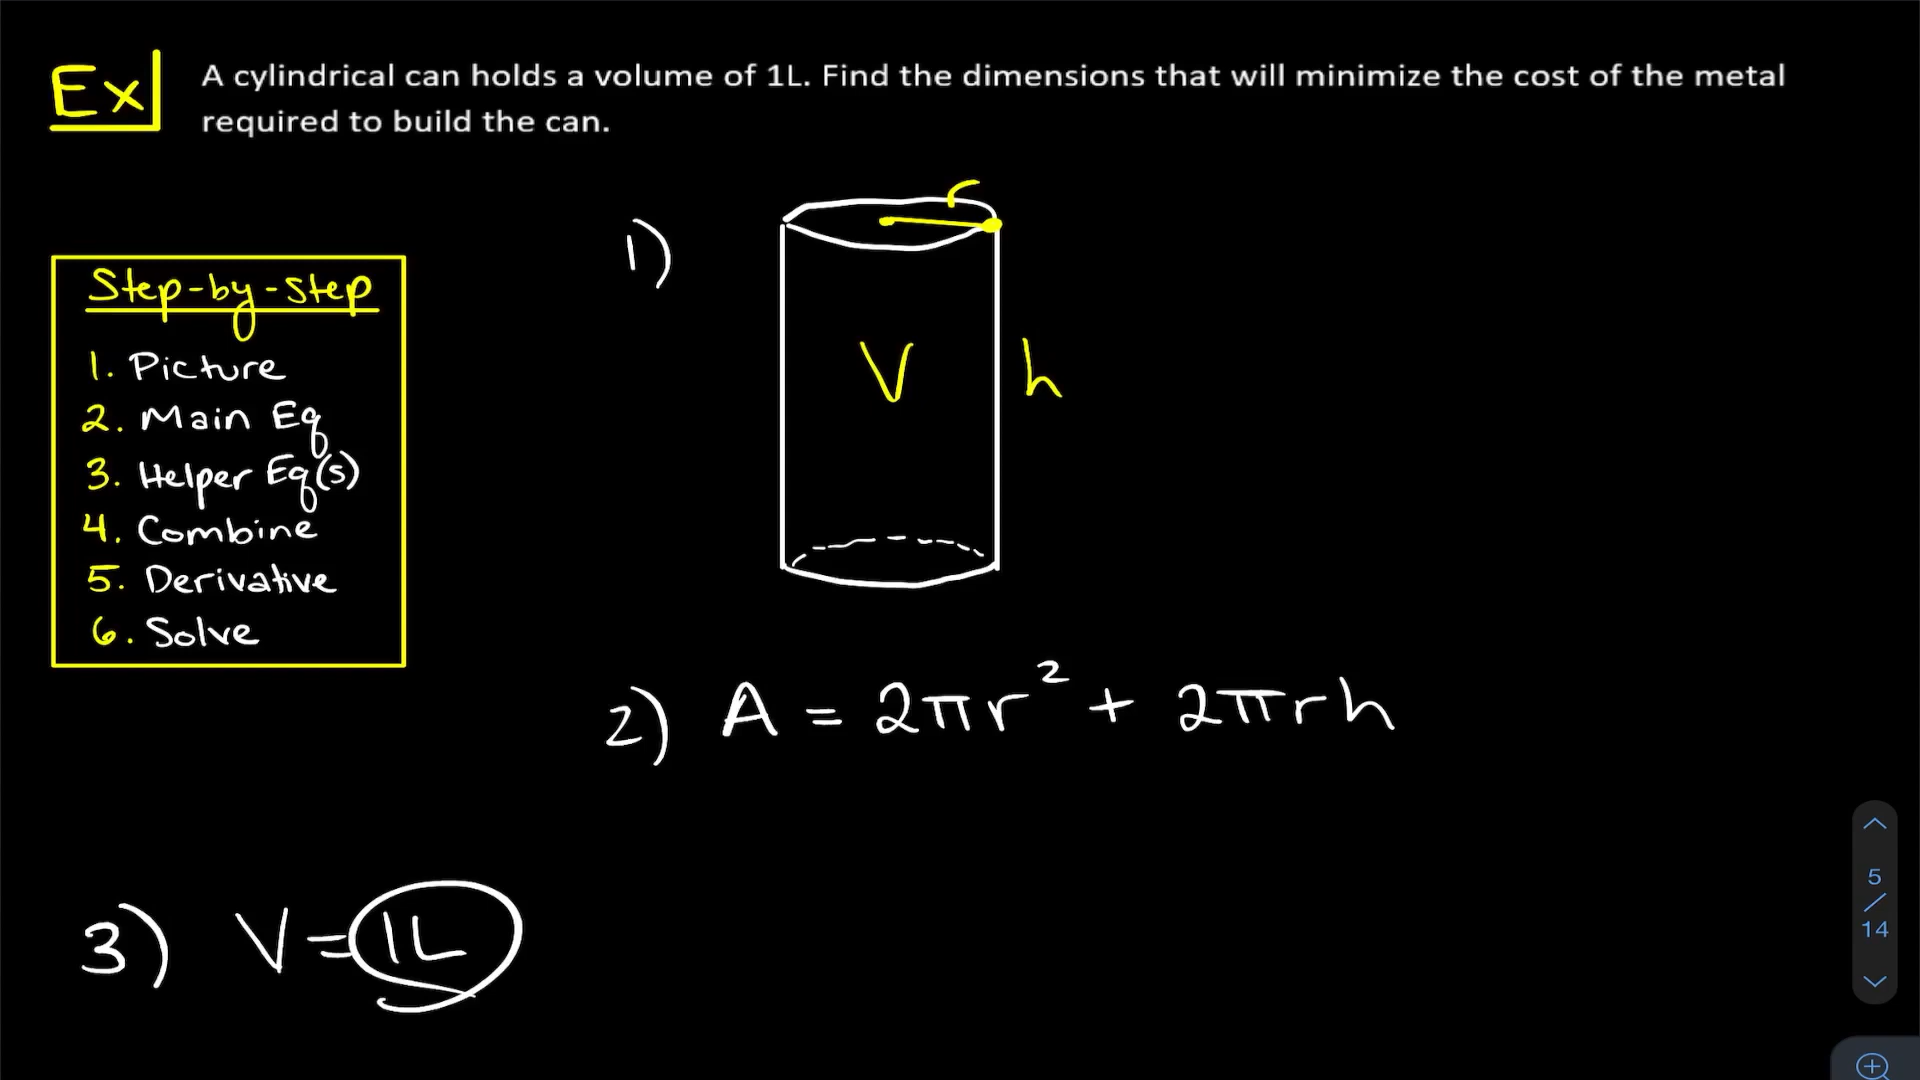 Ex
A cylindrical can holds a volume of 1L. Find the dimensions that will minimize the cost of the metal
required to build the can.
Step-by-step
1. Picture
2. Main Eq
3. Helper Eq(s)
4. Combine
5. Derivative
6. Solve
1)
r
V
h
2) A = 2πr² + 2πrh
3) V = 1L
5
/
14